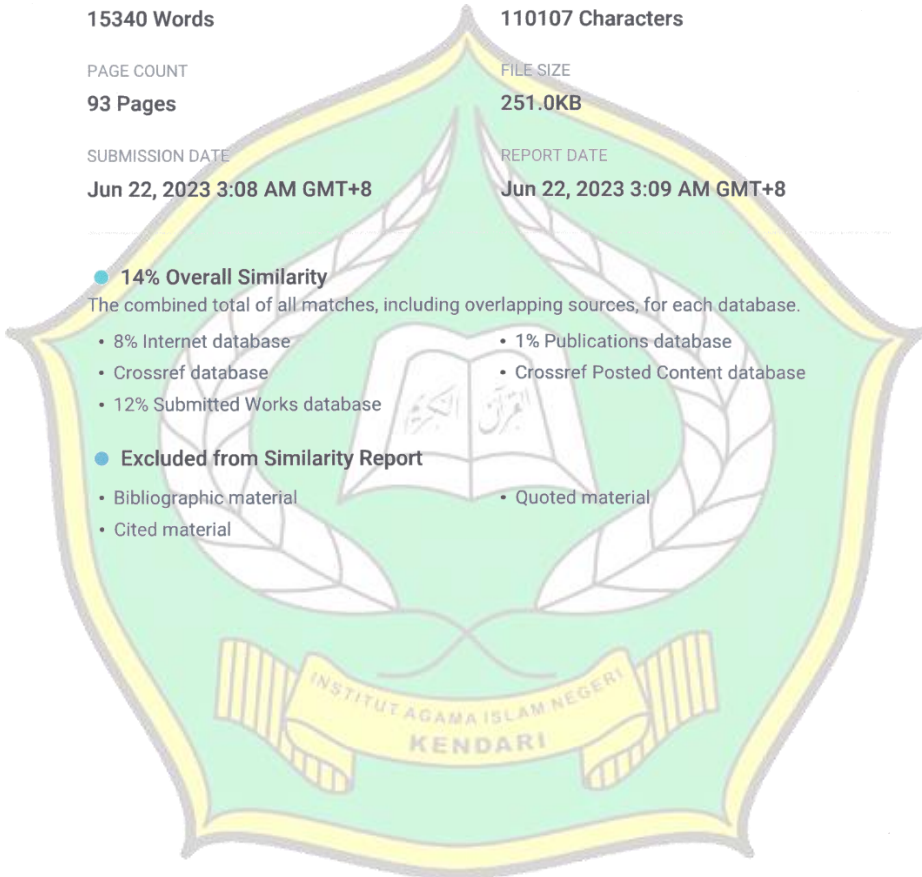 15340 Words
110107 Characters
PAGE COUNT
FILE SIZE
93 Pages
251.0KB
SUBMISSION DATE
REPORT DATE
Jun 22, 2023 3:08 AM GMT+8
Jun 22, 2023 3:09 AM GMT+8
● 14% Overall Similarity
The combined total of all matches, including overlapping sources, for each database.
• 8% Internet database
• 1% Publications database
• Crossref database
• Crossref Posted Content database
• 12% Submitted Works database
القرآن الكريم
● Excluded from Similarity Report
• Bibliographic material
• Quoted material
• Cited material
INSTITUT AGAMA ISLAM NEGERI
KENDARI